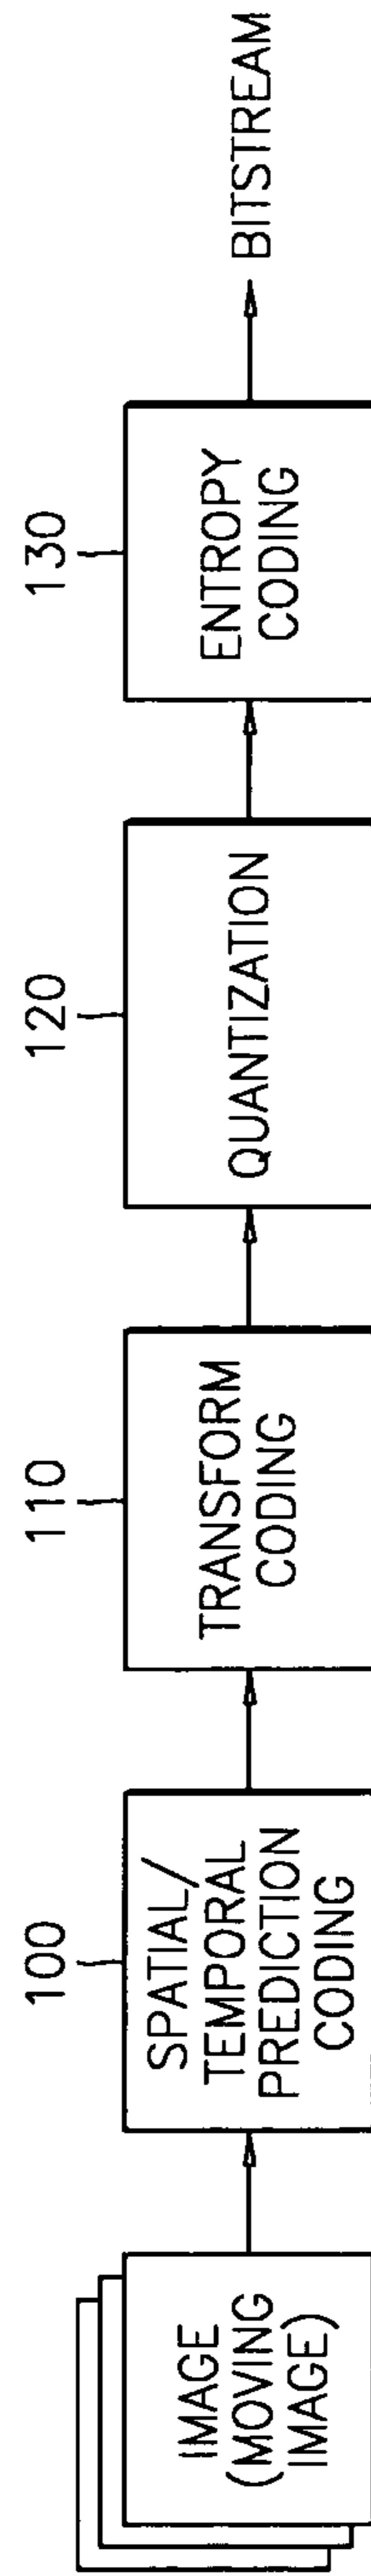 IMAGE
(MOVING
IMAGE)
100
SPATIAL/
TEMPORAL
PREDICTION
CODING
110
TRANSFORM
CODING
120
QUANTIZATION
130
ENTROPY
CODING
BITSTREAM